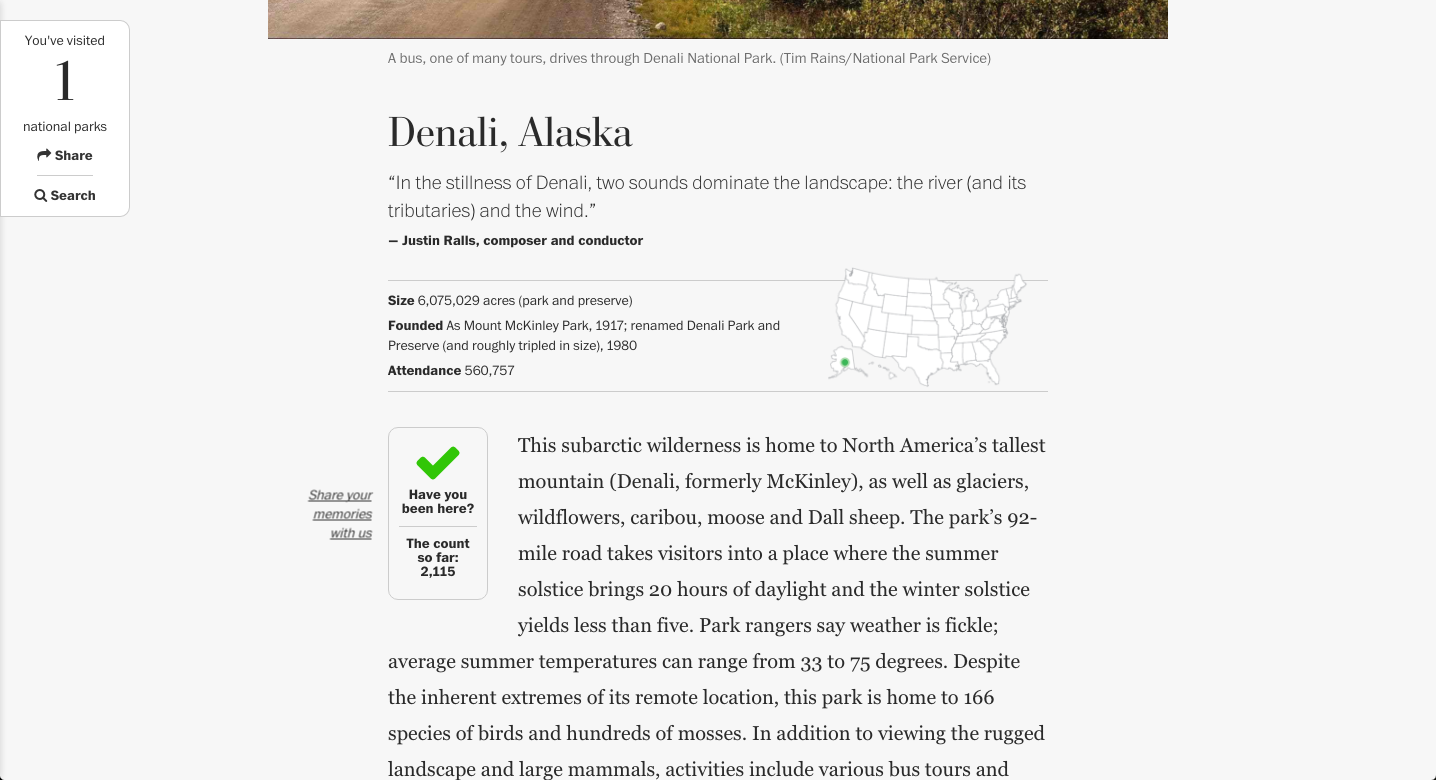 You've visited
1
national parks
Share
Search
A bus, one of many tours, drives through Denali National Park. (Tim Rains/National Park Service)
Denali, Alaska
“In the stillness of Denali, two sounds dominate the landscape: the river (and its
tributaries) and the wind.”
— Justin Ralls, composer and conductor
Size 6,075,029 acres (park and preserve)
Founded As Mount McKinley Park, 1917; renamed Denali Park and
Preserve (and roughly tripled in size), 1980
Attendance 560,757
Share your
memories
with us
Have you
been here?
The count
so far:
2,115
This subarctic wilderness is home to North America’s tallest
mountain (Denali, formerly McKinley), as well as glaciers,
wildflowers, caribou, moose and Dall sheep. The park’s 92-
mile road takes visitors into a place where the summer
solstice brings 20 hours of daylight and the winter solstice
yields less than five. Park rangers say weather is fickle;
average summer temperatures can range from 33 to 75 degrees. Despite
the inherent extremes of its remote location, this park is home to 166
species of birds and hundreds of mosses. In addition to viewing the rugged
landscape and large mammals, activities include various bus tours and